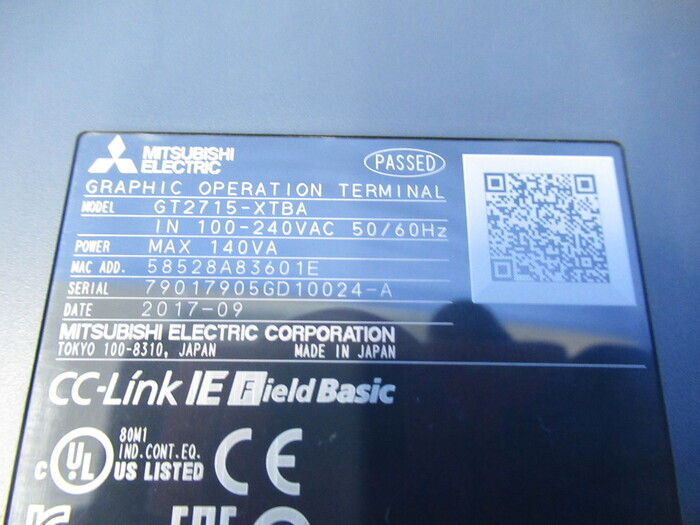 MITSUBISHI
ELECTRIC
PASSED
GRAPHIC OPERATION TERMINAL
MODEL GT2715-XTBA
IN 100-240VAC 50/60Hz
POWER MAX 140VA
MAC ADD. 58528A83601E
SERIAL 79017905GD10024-A
DATE 2017-09
MITSUBISHI ELECTRIC CORPORATION
TOKYO 100-8310, JAPAN MADE IN JAPAN
CC-Link IE Field Basic
80M1
IND.CONT.EQ.
c UL US LISTED CE
EAC